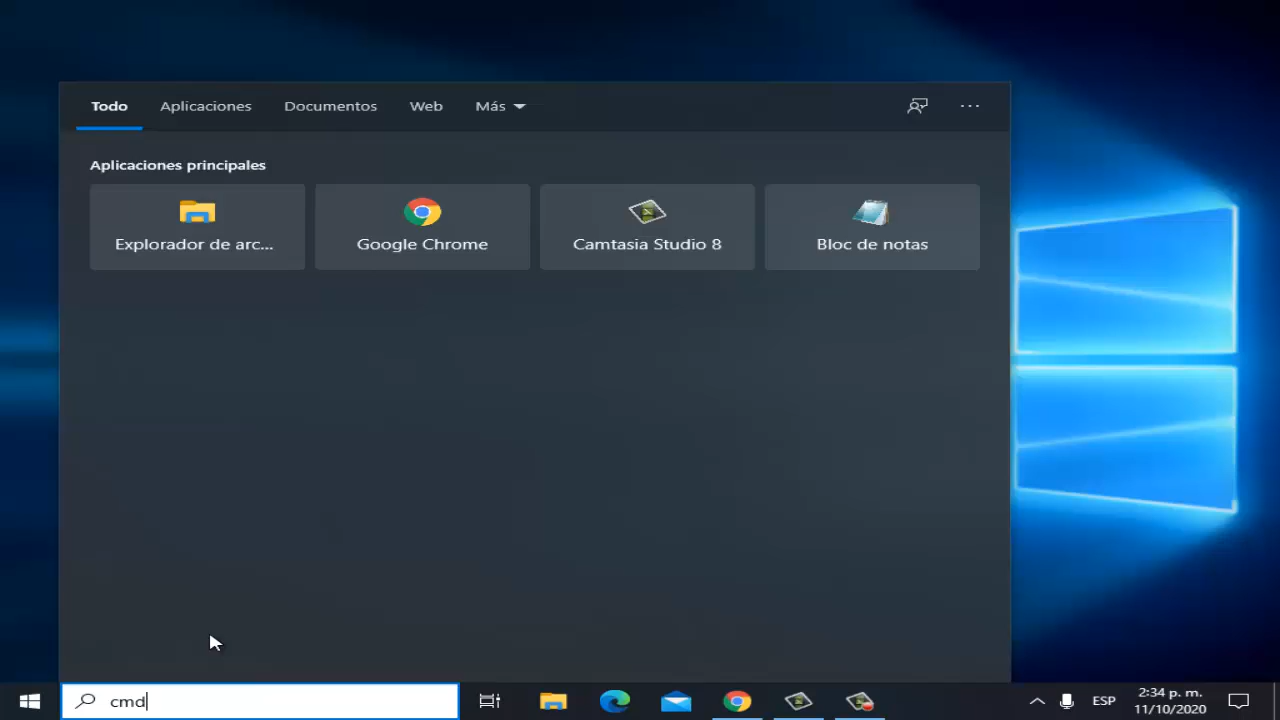 Todo Aplicaciones Documentos Web Más
Aplicaciones principales
Explorador de arc... Google Chrome Camtasia Studio 8 Bloc de notas
cmd
ESP
2:34 p. m.
11/10/2020